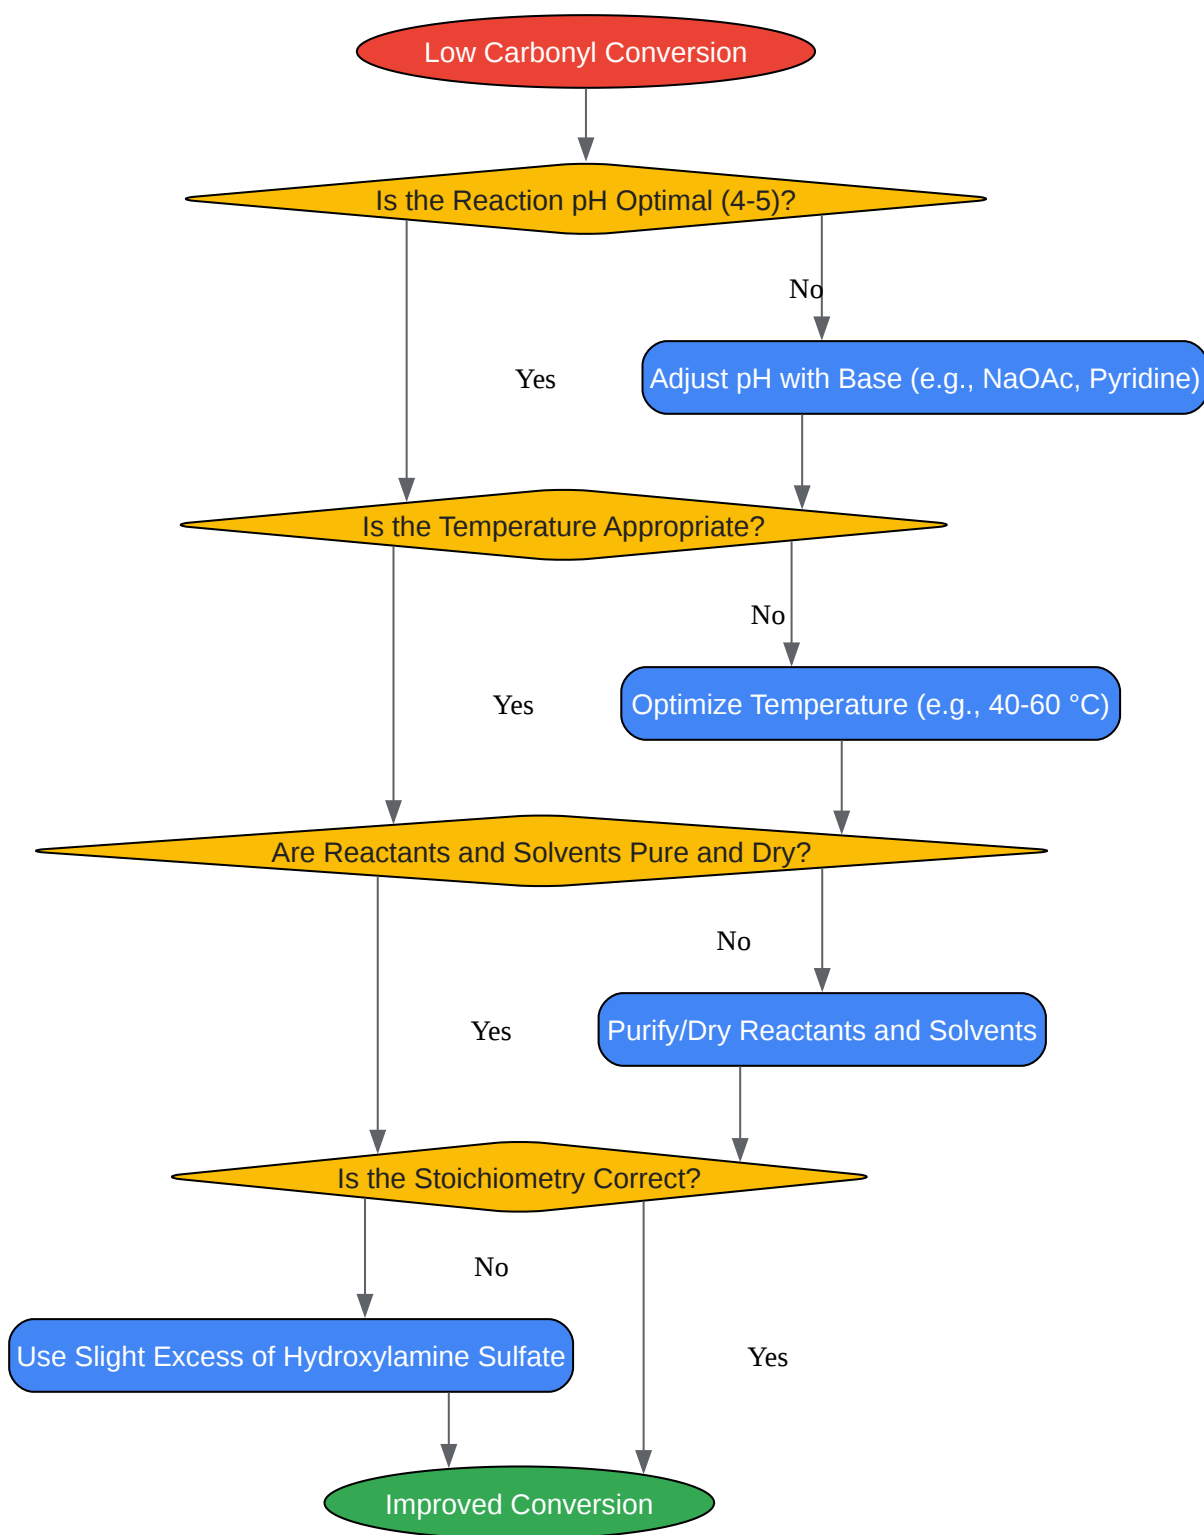 Low Carbonyl Conversion
Is the Reaction pH Optimal (4-5)?
No
Yes
Adjust pH with Base (e.g., NaOAc, Pyridine)
Is the Temperature Appropriate?
No
Yes
Optimize Temperature (e.g., 40-60 °C)
Are Reactants and Solvents Pure and Dry?
No
Yes
Purify/Dry Reactants and Solvents
Is the Stoichiometry Correct?
No
Use Slight Excess of Hydroxylamine Sulfate
Yes
Improved Conversion